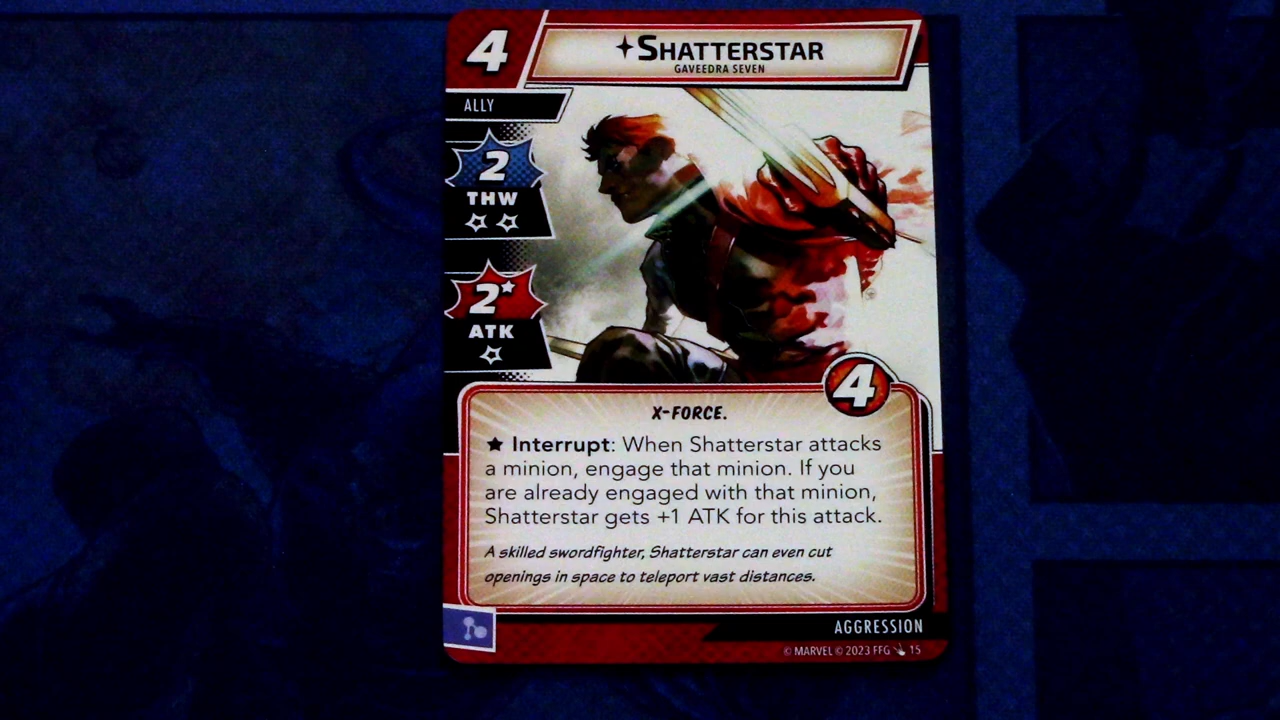 4
SHATTERSTAR
GAVEEDRA SEVEN
ALLY
2
THW
2
ATK
4
X-FORCE.
Interrupt: When Shatterstar attacks
a minion, engage that minion. If you
are already engaged with that minion,
Shatterstar gets +1 ATK for this attack.
A skilled swordfighter, Shatterstar can even cut
openings in space to teleport vast distances.
AGGRESSION
© MARVEL © 2023 FFG 15